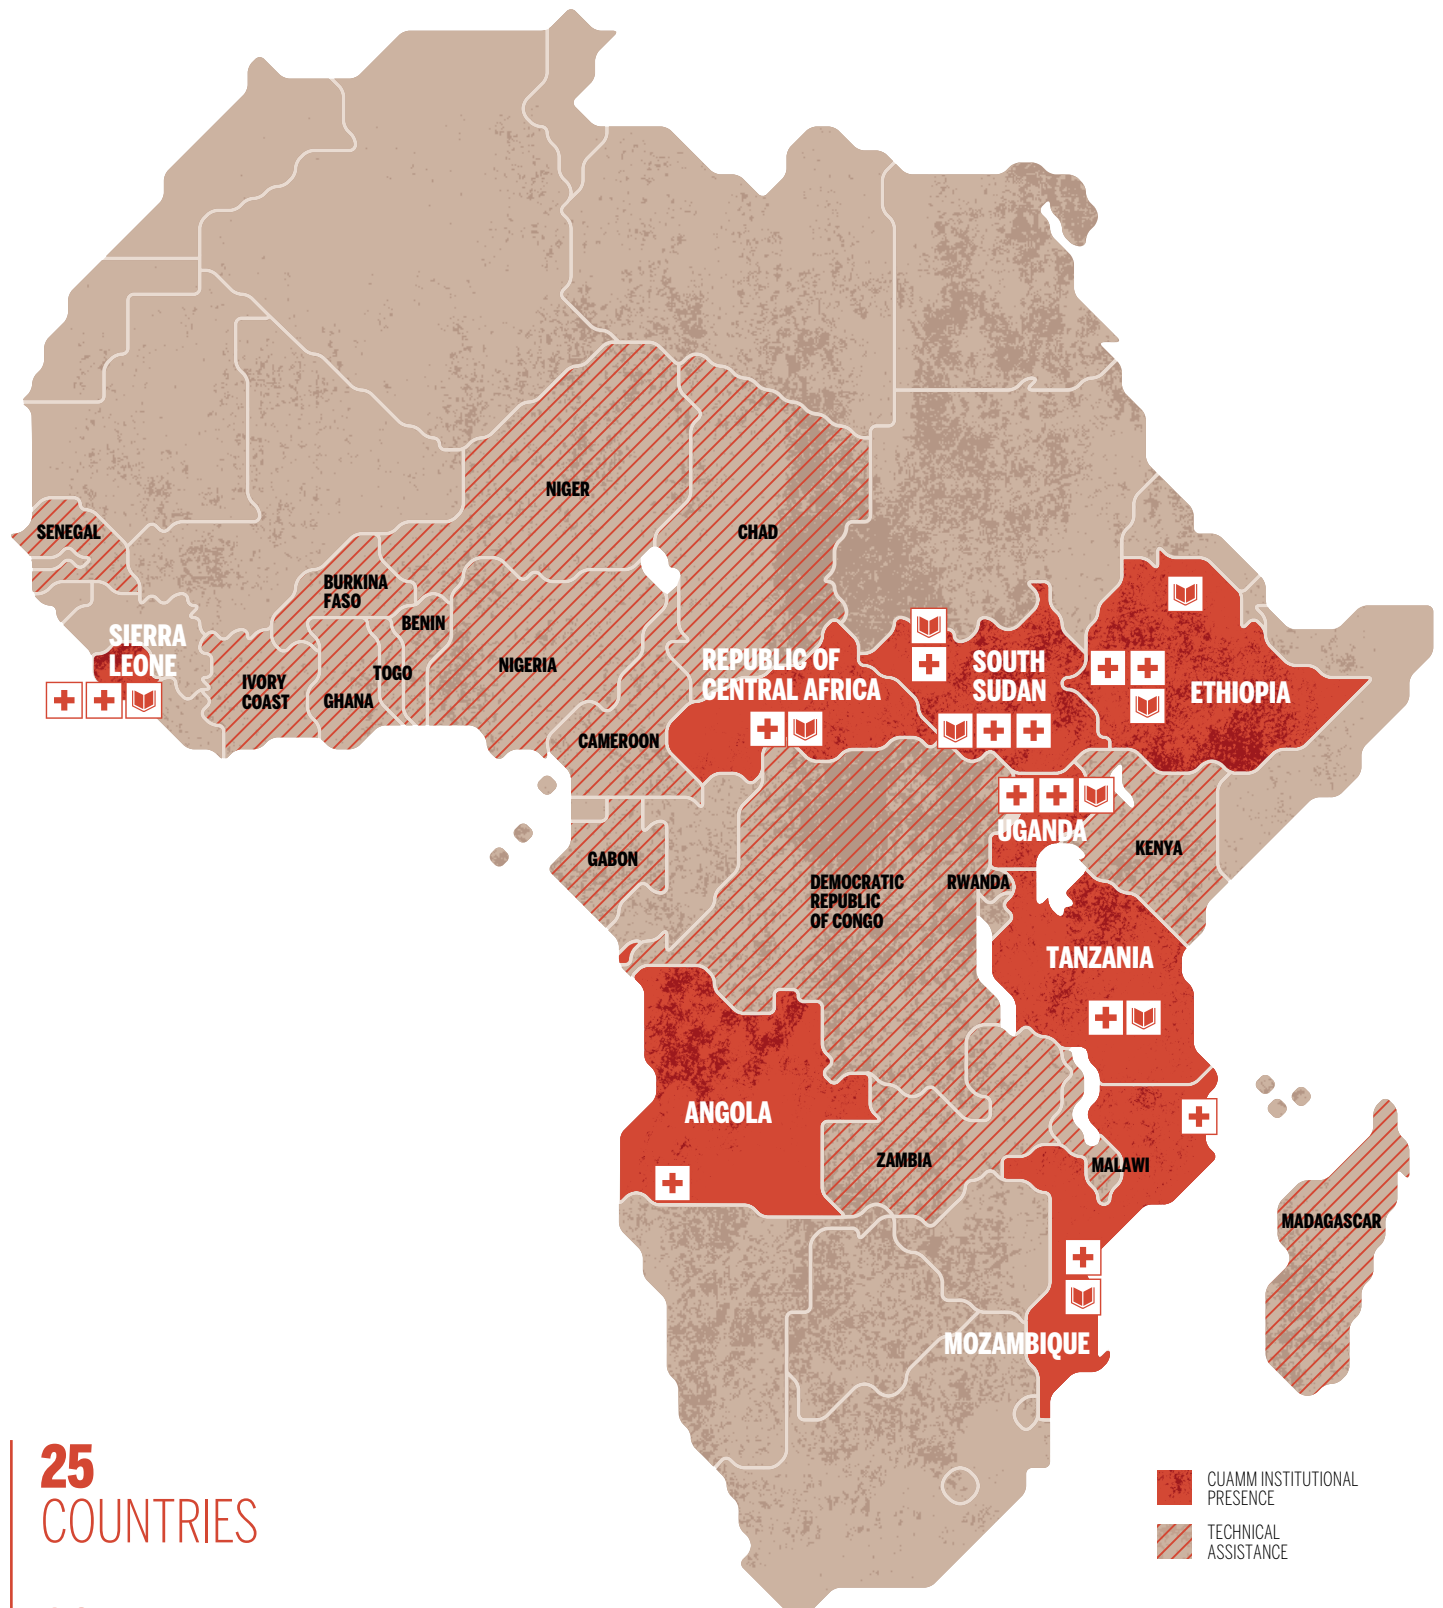 NIGER
SENEGAL
CHAD
BURKINA
FASO
BENIN
SIERRA
LEONE
NIGERIA
TOGO
IVORY
COAST
GHANA
REPUBLIC OF
CENTRAL AFRICA
SOUTH
SUDAN
ETHIOPIA
CAMEROON
UGANDA
KENYA
GABON
DEMOCRATIC
REPUBLIC
OF CONGO
RWANDA
TANZANIA
ANGOLA
ZAMBIA
MALAWI
MADAGASCAR
MOZAMBIQUE
25
COUNTRIES
CUAMM INSTITUTIONAL
PRESENCE
TECHNICAL
ASSISTANCE